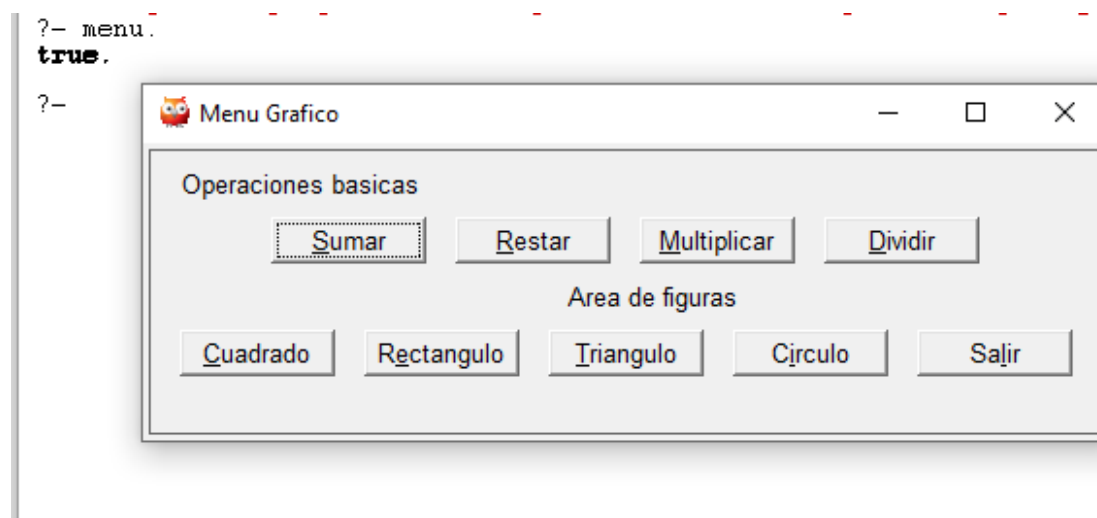 ?- menu.
true.
?-
Menu Grafico
Operaciones basicas
Sumar Restar Multiplicar Dividir
Area de figuras
Cuadrado Rectangulo Triangulo Circulo Salir